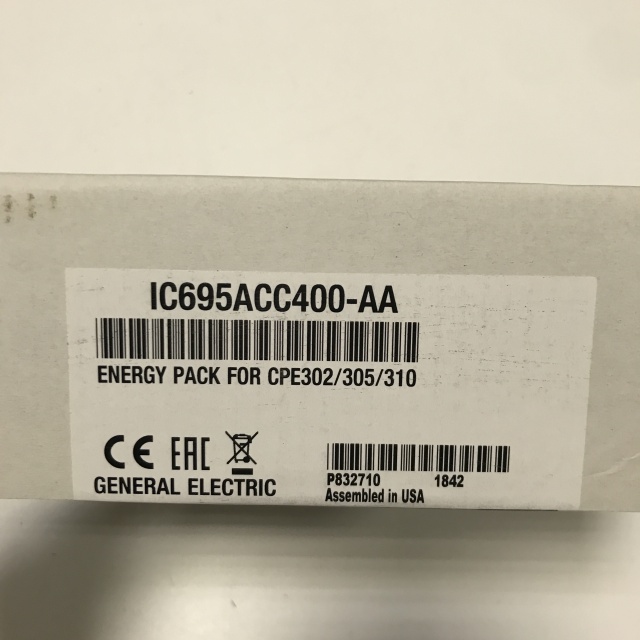 IC695ACC400-AA
ENERGY PACK FOR CPE302/305/310
CE EAC
GENERAL ELECTRIC
P832710 1842
Assembled in USA